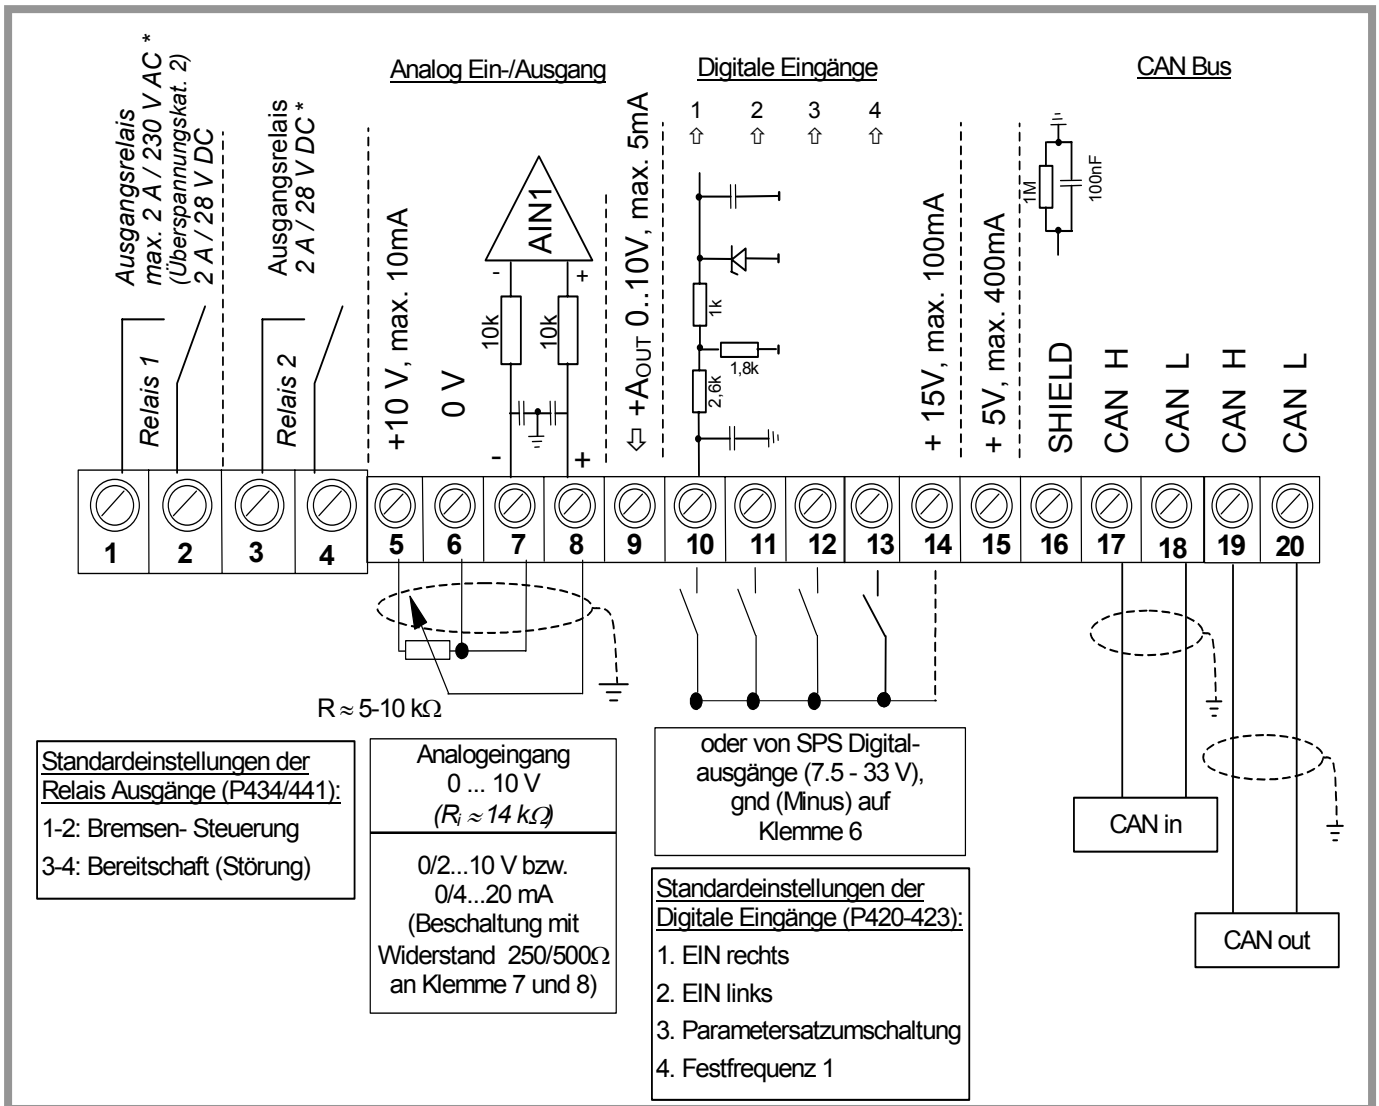 Analog Ein-/Ausgang
Digitale Eingänge
CAN Bus
Ausgangsrelais
max. 2 A / 230 V AC *
(Überspannungskat. 2)
2 A / 28 V DC
Ausgangsrelais
2 A / 28 V DC *
Relais 1
Relais 2
+10 V, max. 10mA
0 V
AIN1
-
+
10k
10k
-
+
⇦ +AOUT 0..10V, max. 5mA
1
2
3
4
⇧
⇧
⇧
⇧
1k
1,8k
2,6k
+ 15V, max. 100mA
+ 5V, max. 400mA
1M
100nF
SHIELD
CAN H
CAN L
CAN H
CAN L
1
2
3
4
5
6
7
8
9
10
11
12
13
14
15
16
17
18
19
20
R ≈ 5-10 kΩ
Standardeinstellungen der
Relais Ausgänge (P434/441):
1-2: Bremsen- Steuerung
3-4: Bereitschaft (Störung)
Analogeingang
0 ... 10 V
(Ri ≈ 14 kΩ)
0/2...10 V bzw.
0/4...20 mA
(Beschaltung mit
Widerstand 250/500Ω
an Klemme 7 und 8)
oder von SPS Digital-
ausgänge (7.5 - 33 V),
gnd (Minus) auf
Klemme 6
Standardeinstellungen der
Digitale Eingänge (P420-423):
1. EIN rechts
2. EIN links
3. Parametersatzumschaltung
4. Festfrequenz 1
CAN in
CAN out